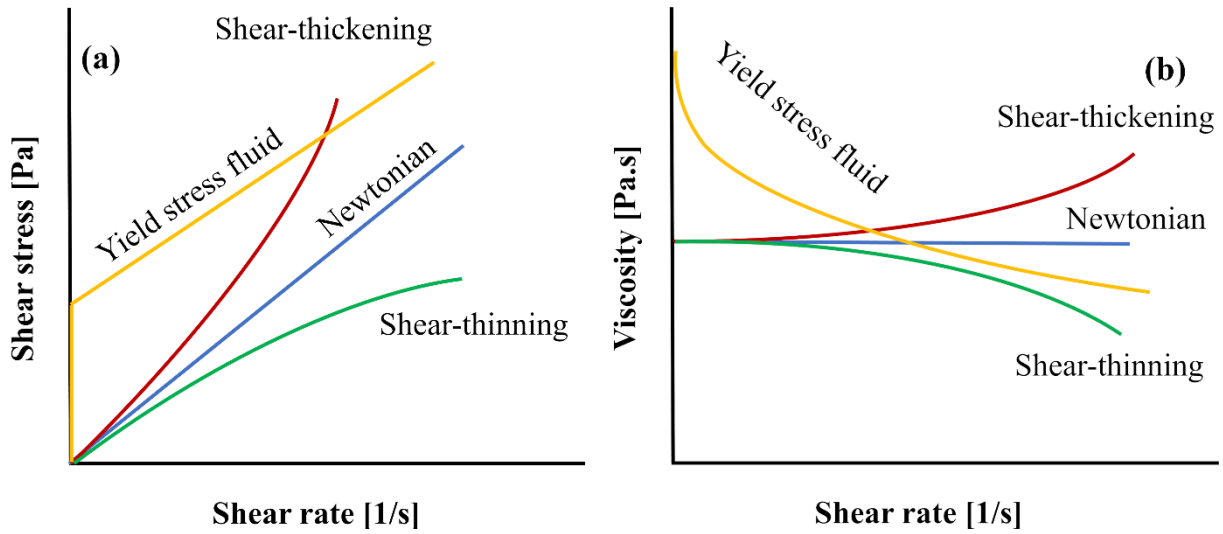 (a)
Shear-thickening
Yield stress fluid
Newtonian
Shear-thinning
Shear stress [Pa]
Shear rate [1/s]
(b)
Yield stress fluid
Shear-thickening
Newtonian
Shear-thinning
Viscosity [Pa.s]
Shear rate [1/s]